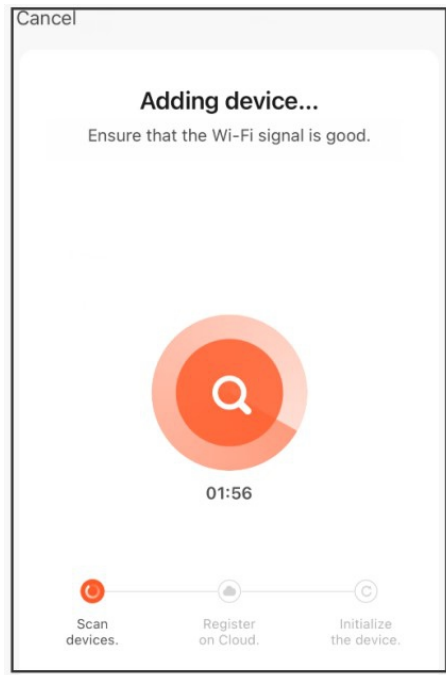 Cancel
Adding device...
Ensure that the Wi-Fi signal is good.
01:56
Scan
devices.
Register
on Cloud.
Initialize
the device.